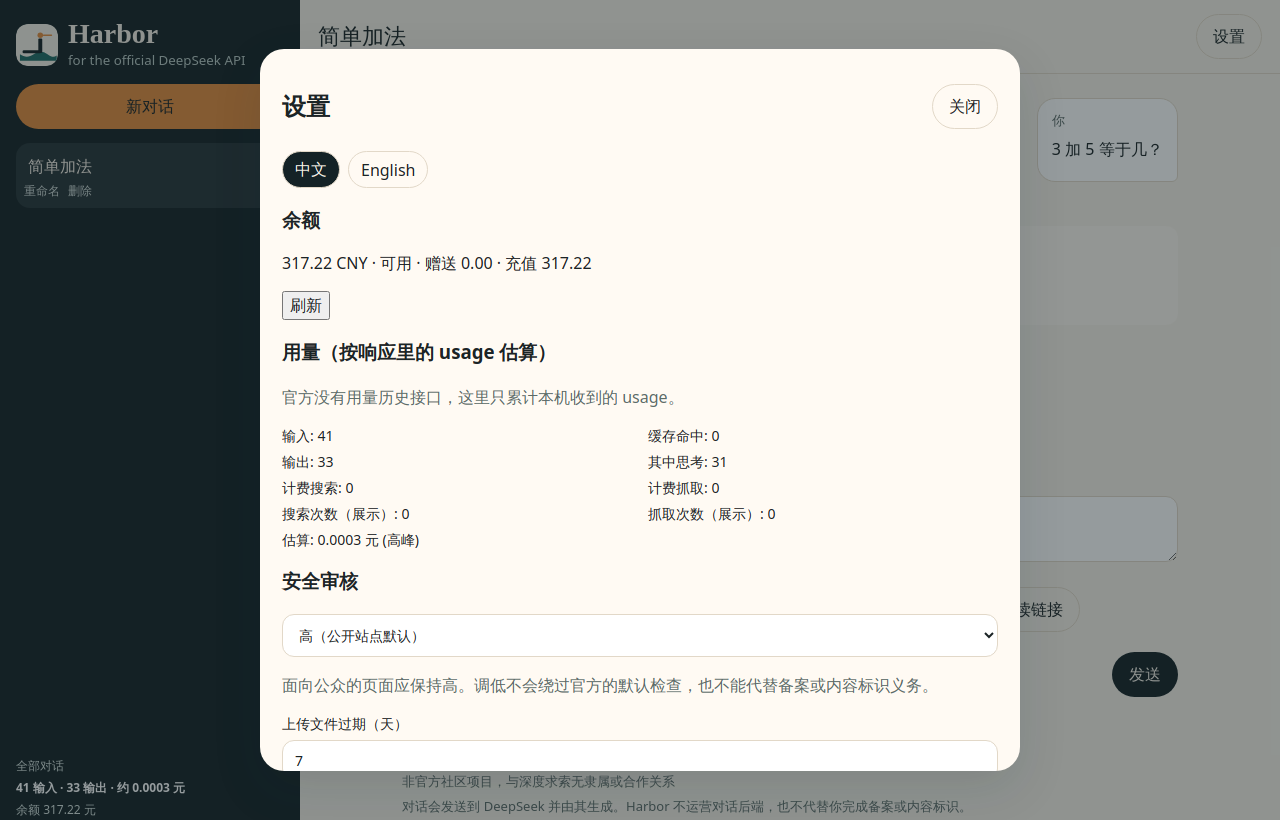 Harbor
for the official DeepSeek API
新对话
简单加法
重命名 删除
全部对话
41 输入 · 33 输出 · 约 0.0003 元
余额 317.22 元
简单加法
设置
你
3 加 5 等于几？
设置
关闭
中文 English
余额
317.22 CNY · 可用 · 赠送 0.00 · 充值 317.22
刷新
用量（按响应里的 usage 估算）
官方没有用量历史接口，这里只累计本机收到的 usage。
输入: 41 缓存命中: 0
输出: 33 其中思考: 31
计费搜索: 0 计费抓取: 0
搜索次数（展示）: 0 抓取次数（展示）: 0
估算: 0.0003 元 (高峰)
安全审核
高（公开站点默认）
面向公众的页面应保持高。调低不会绕过官方的默认检查，也不能代替备案或内容标识义务。
上传文件过期（天）
7
读链接
发送
非官方社区项目，与深度求索无隶属或合作关系
对话会发送到 DeepSeek 并由其生成。Harbor 不运营对话后端，也不代替你完成备案或内容标识。